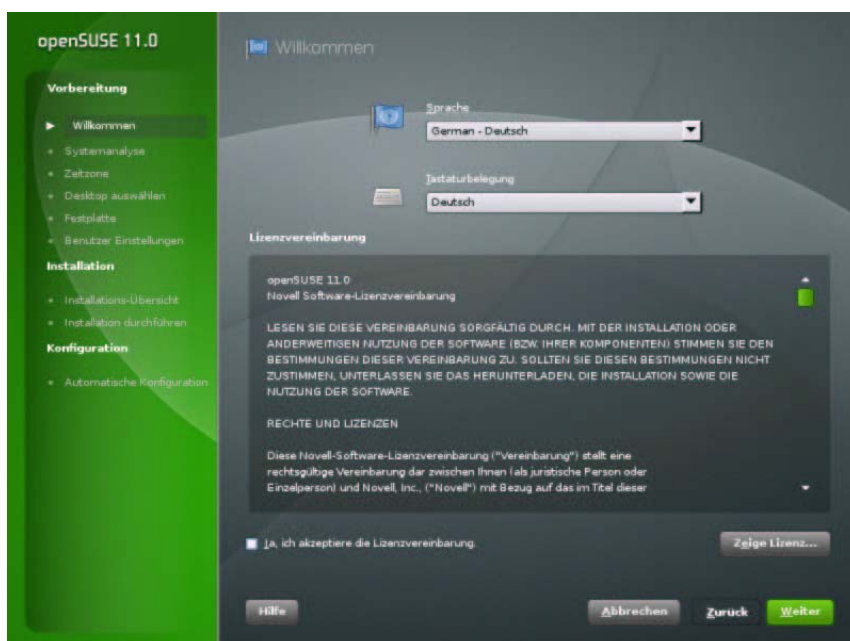 openSUSE 11.0
Vorbereitung
Willkommen
Systemanalyse
Zeitzone
Desktop auswählen
Festplatte
Benutzer Einstellungen
Installation
Installations-Übersicht
Installation durchführen
Konfiguration
Automatische Konfiguration
Willkommen
Sprache
German - Deutsch
Tastaturbelegung
Deutsch
Lizenzvereinbarung
openSUSE 11.0
Novell Software-Lizenzvereinbarung
LESEN SIE DIESE VEREINBARUNG SORGFÄLTIG DURCH. MIT DER INSTALLATION ODER
ANDERWEITIGEN NUTZUNG DER SOFTWARE (BZW. IHRER KOMPONENTEN) STIMMEN SIE DEN
BESTIMMUNGEN DIESER VEREINBARUNG ZU. SOLLTEN SIE DIESEN BESTIMMUNGEN NICHT
ZUSTIMMEN, UNTERLASSEN SIE DAS HERUNTERLADEN, DIE INSTALLATION SOWIE DIE
NUTZUNG DER SOFTWARE.
RECHTE UND LIZENZEN
Diese Novell-Software-Lizenzvereinbarung ("Vereinbarung") stellt eine
rechtsgültige Vereinbarung dar zwischen Ihnen (als juristische Person oder
Einzelperson) und Novell, Inc., ("Novell") mit Bezug auf das im Titel dieser
Ja, ich akzeptiere die Lizenzvereinbarung.
Zeige Lizenz...
Hilfe
Abbrechen
Zurück
Weiter